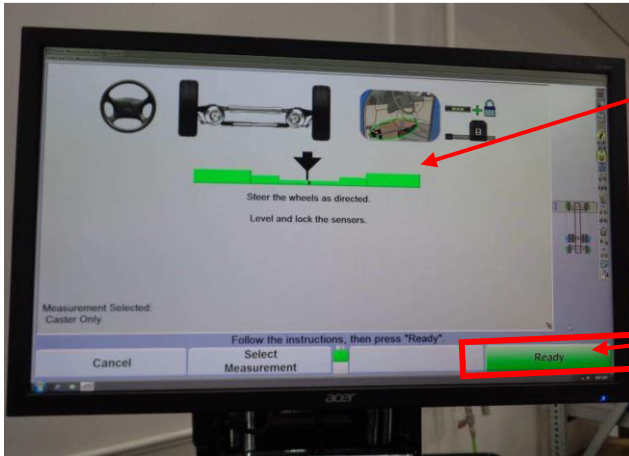 Steer the wheels as directed.
Level and lock the sensors.
Measurement Selected:
Caster Only
Follow the instructions, then press "Ready".
Cancel
Select
Measurement
Ready
acer